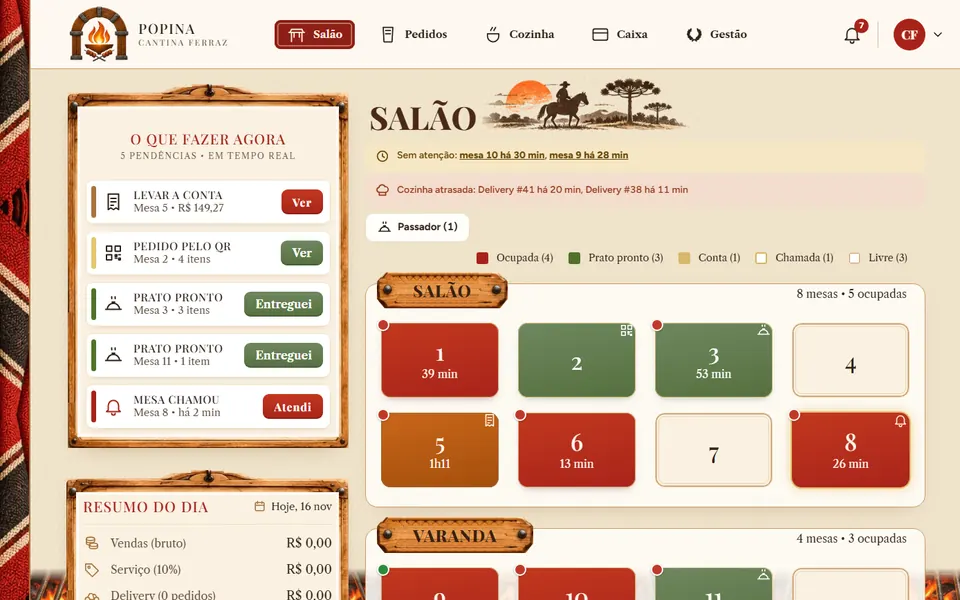 POPINA
CANTINA FERRAZ
Salão
Pedidos
Cozinha
Caixa
Gestão
7
CF
O QUE FAZER AGORA
5 PENDÊNCIAS • EM TEMPO REAL
LEVAR A CONTA
Mesa 5 • R$ 149,27
Ver
PEDIDO PELO QR
Mesa 2 • 4 itens
Ver
PRATO PRONTO
Mesa 3 • 3 itens
Entreguei
PRATO PRONTO
Mesa 11 • 1 item
Entreguei
MESA CHAMOU
Mesa 8 • há 2 min
Atendi
RESUMO DO DIA
Hoje, 16 nov
Vendas (bruto)
R$ 0,00
Serviço (10%)
R$ 0,00
Delivery (0 pedidos)
R$ 0,00
SALÃO
Sem atenção: mesa 10 há 30 min, mesa 9 há 28 min
Cozinha atrasada: Delivery #41 há 20 min, Delivery #38 há 11 min
Passador (1)
Ocupada (4)
Prato pronto (3)
Conta (1)
Chamada (1)
Livre (3)
SALÃO
8 mesas • 5 ocupadas
1
39 min
2
3
53 min
4
5
1h11
6
13 min
7
8
26 min
VARANDA
4 mesas • 3 ocupadas
9
10
11